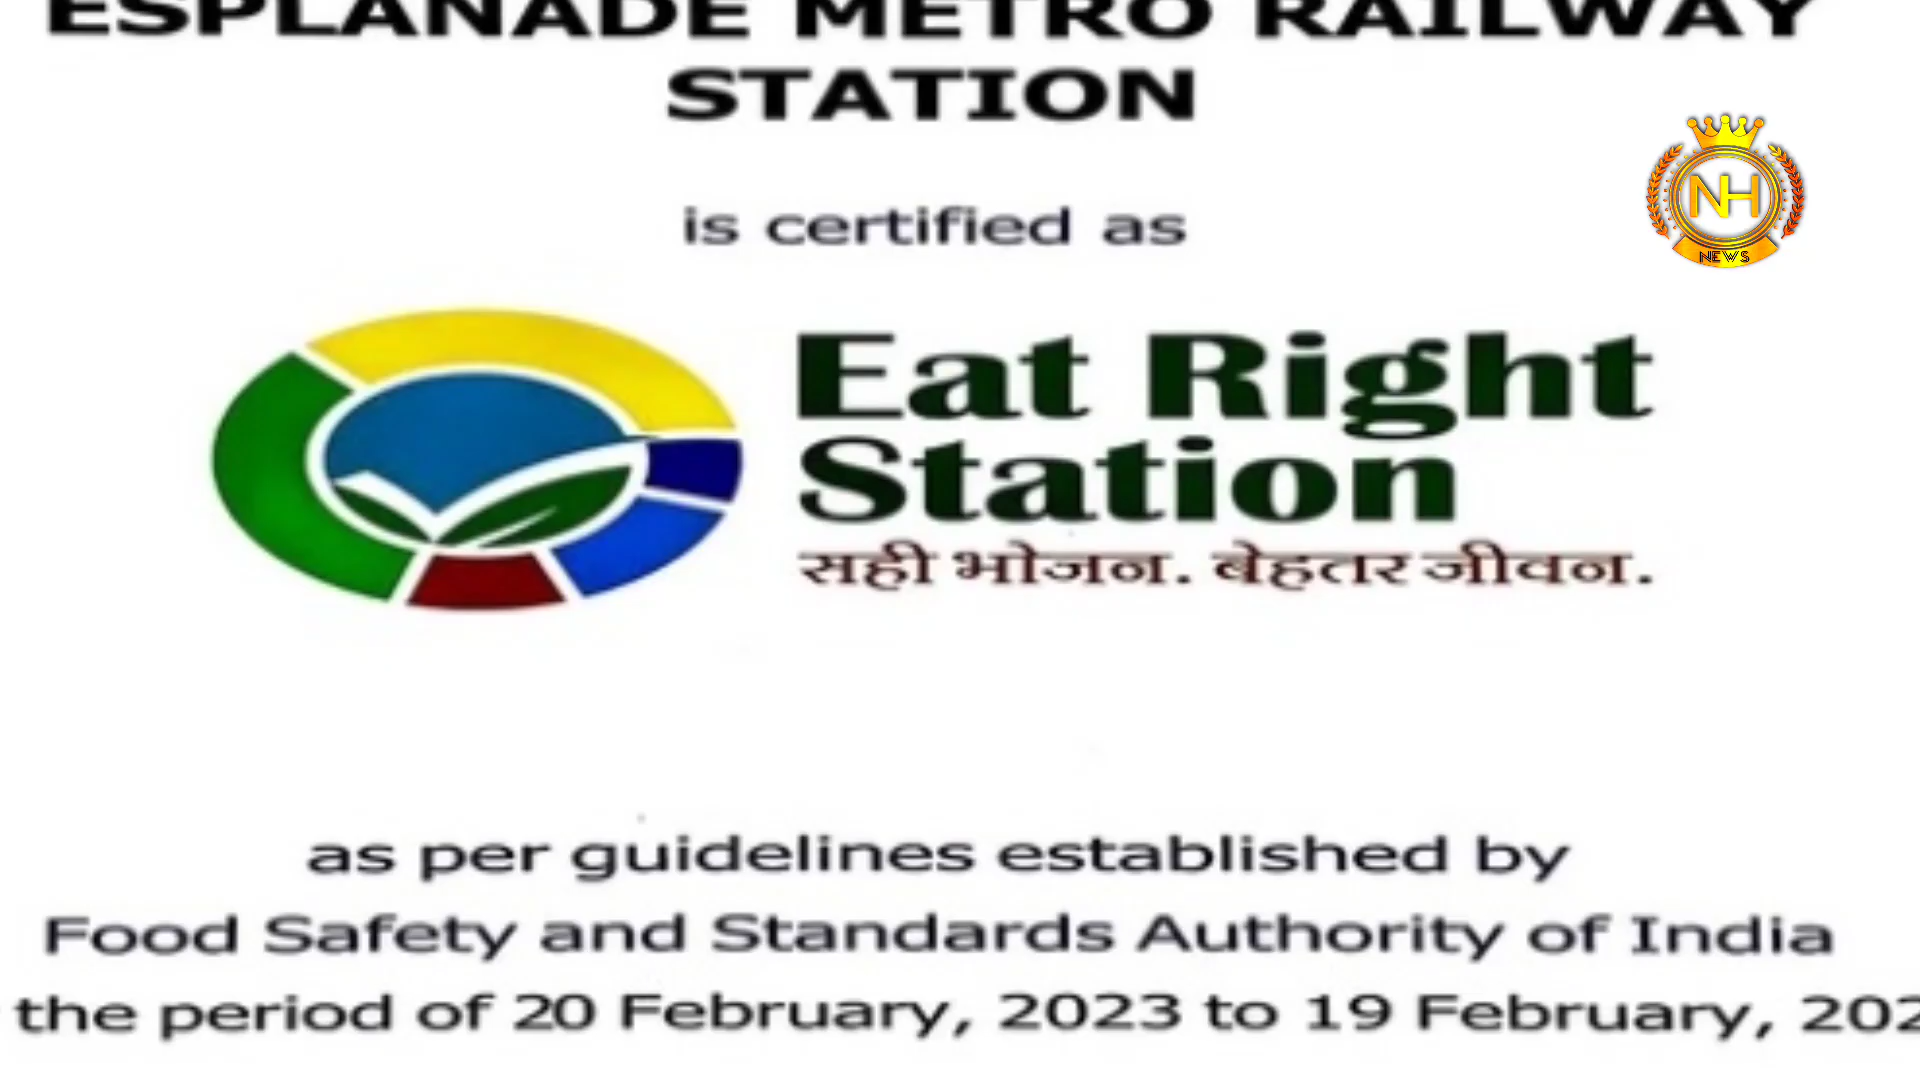 ESPLANADE METRO RAILWAY
STATION
is certified as
NH
NEWS
Eat Right
Station
सही भोजन. बेहतर जीवन.
as per guidelines established by
Food Safety and Standards Authority of India
the period of 20 February, 2023 to 19 February,